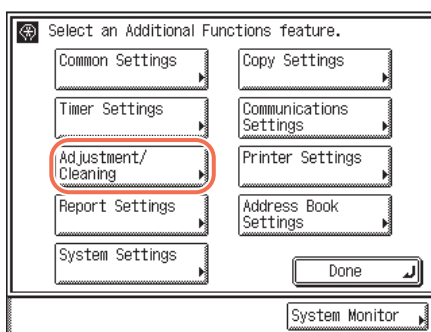 Select an Additional Functions feature.
Common Settings
Copy Settings
Timer Settings
Communications
Settings
Adjustment/
Cleaning
Printer Settings
Report Settings
Address Book
Settings
System Settings
Done
System Monitor